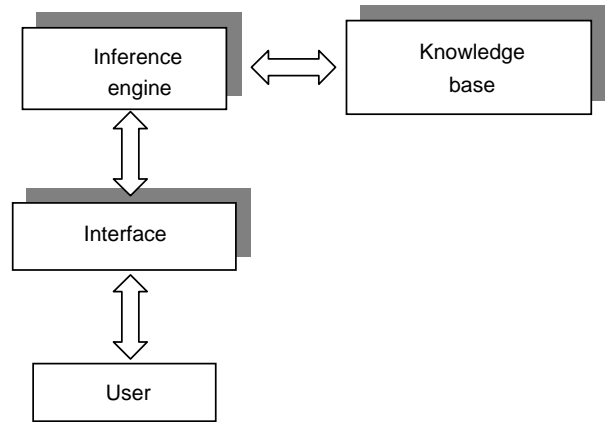 Inference
engine
Knowledge
base
Interface
User